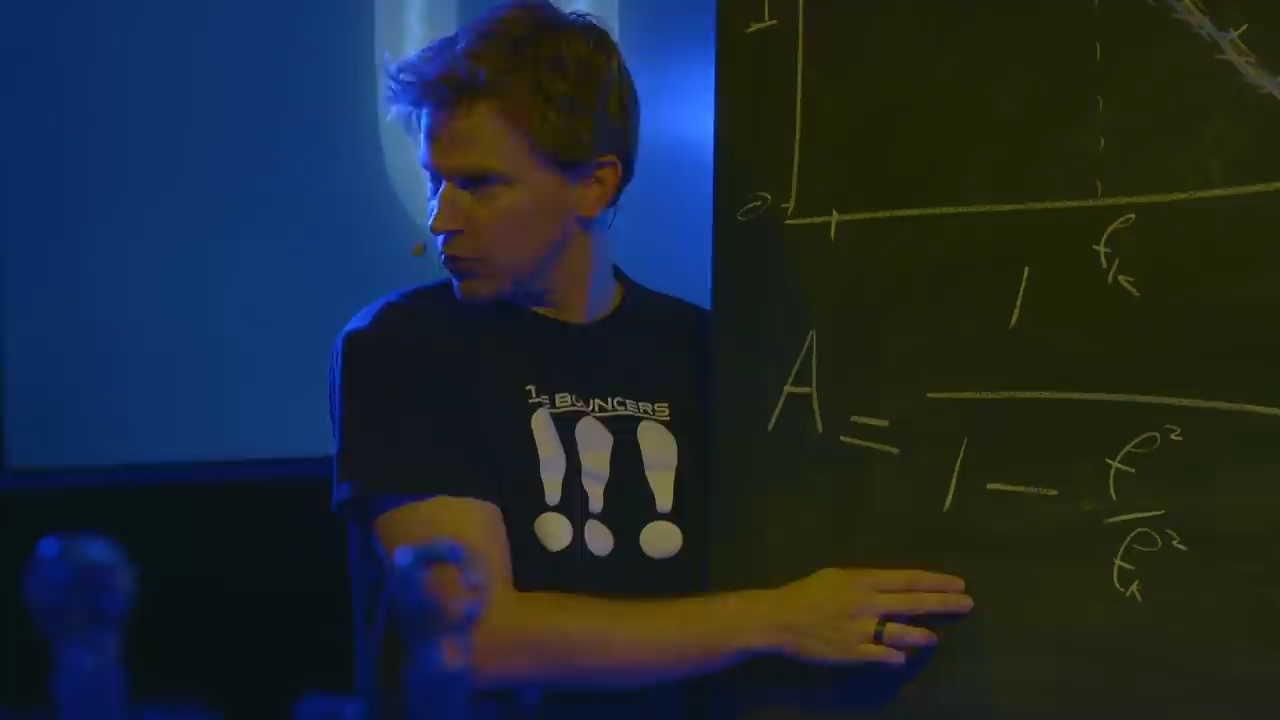 1
0
f_k
A = 1 / (1 - f² / f_k²)
THE BOUNCERS
!!!